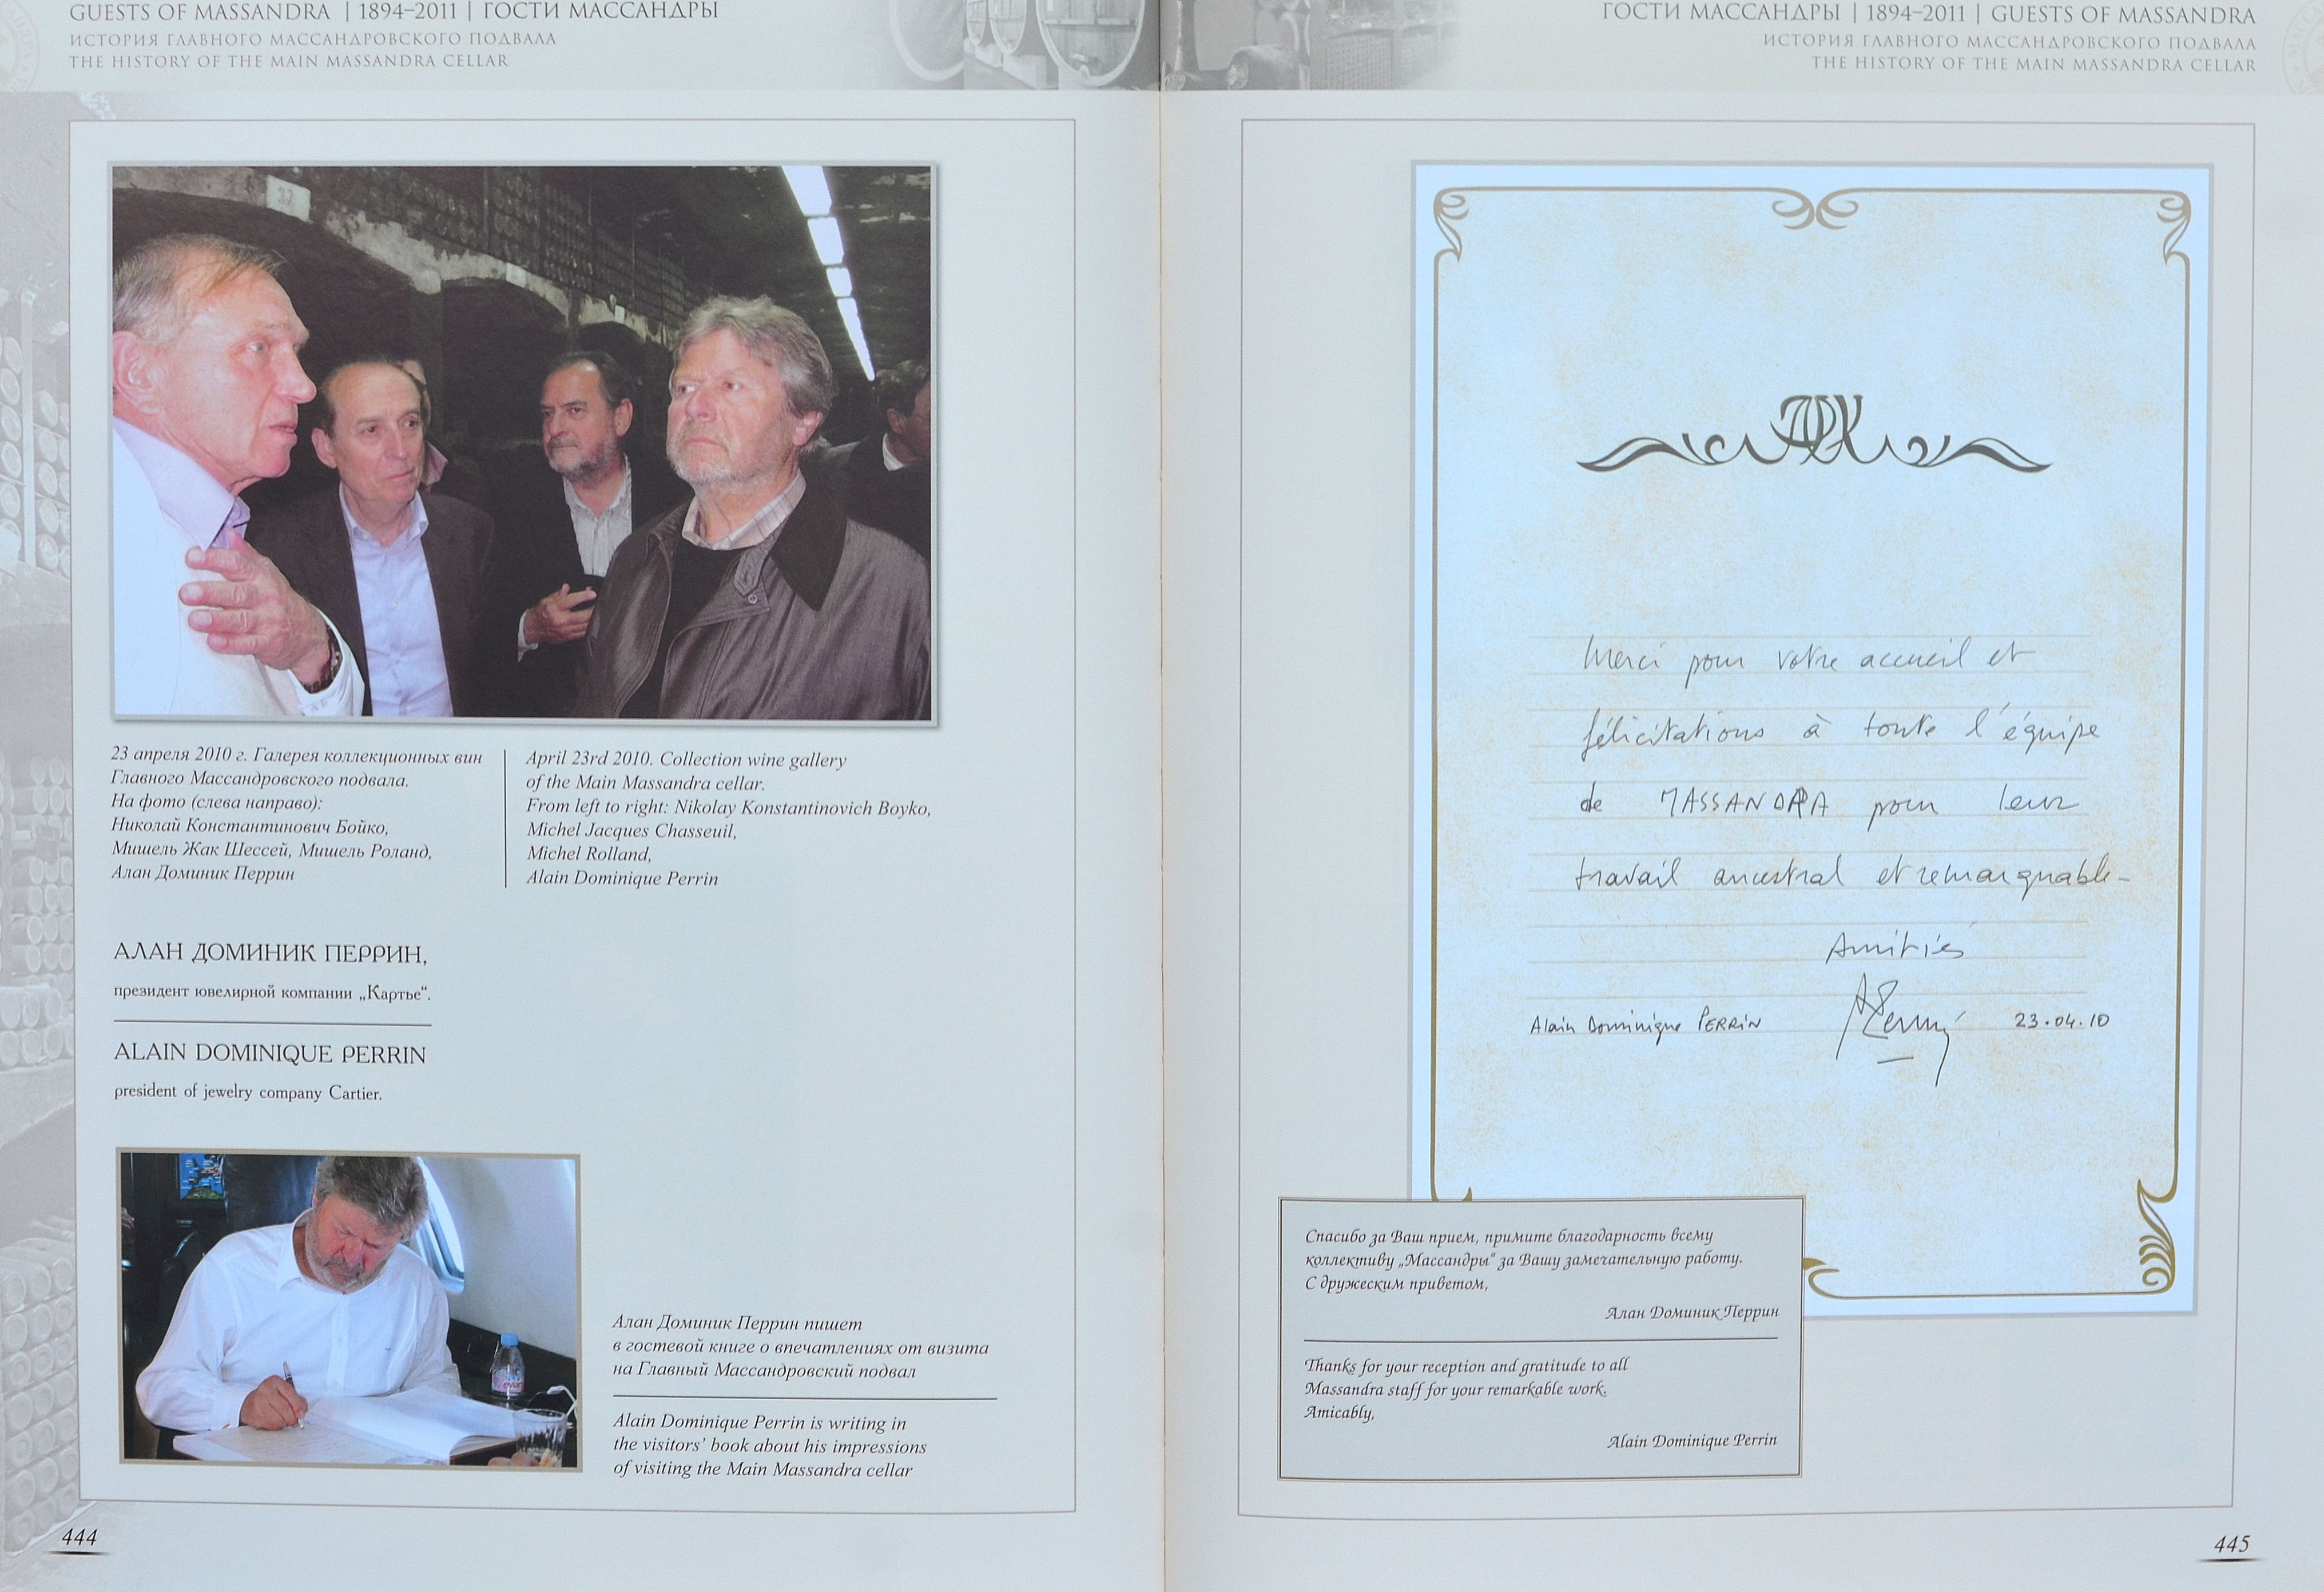 GUESTS OF MASSANDRA | 1894–2011 | ГОСТИ МАССАНДРЫ
ИСТОРИЯ ГЛАВНОГО МАССАНДРОВСКОГО ПОДВАЛА
THE HISTORY OF THE MAIN MASSANDRA CELLAR
23 апреля 2010 г. Галерея коллекционных вин
Главного Массандровского подвала.
На фото (слева направо):
Николай Константинович Бойко,
Мишель Жак Шессей, Мишель Роланд,
Алан Доминик Перрин
April 23rd 2010. Collection wine gallery
of the Main Massandra cellar.
From left to right: Nikolay Konstantinovich Boyko,
Michel Jacques Chasseuil,
Michel Rolland,
Alain Dominique Perrin
АЛАН ДОМИНИК ПЕРРИН,
президент ювелирной компании „Картье“.
ALAIN DOMINIQUE PERRIN
president of jewelry company Cartier.
evian
Алан Доминик Перрин пишет
в гостевой книге о впечатлениях от визита
на Главный Массандровский подвал
Alain Dominique Perrin is writing in
the visitors’ book about his impressions
of visiting the Main Massandra cellar
444
ГОСТИ МАССАНДРЫ | 1894–2011 | GUESTS OF MASSANDRA
ИСТОРИЯ ГЛАВНОГО МАССАНДРОВСКОГО ПОДВАЛА
THE HISTORY OF THE MAIN MASSANDRA CELLAR
Merci pour votre accueil et
félicitations à toute l'équipe
de MASSANDRA pour leur
travail ancestral et remarquable-
Amitiés
Alain Dominique PERRIN 23.04.10
Спасибо за Ваш прием, примите благодарность всему
коллективу „Массандры“ за Вашу замечательную работу.
С дружеским приветом,
Алан Доминик Перрин
Thanks for your reception and gratitude to all
Massandra staff for your remarkable work.
Amicably,
Alain Dominique Perrin
445